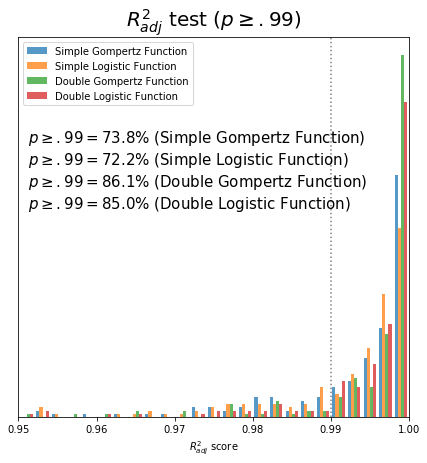 R²adj test (p ≥ .99)
Simple Gompertz Function
Simple Logistic Function
Double Gompertz Function
Double Logistic Function
p ≥ .99 = 73.8% (Simple Gompertz Function)
p ≥ .99 = 72.2% (Simple Logistic Function)
p ≥ .99 = 86.1% (Double Gompertz Function)
p ≥ .99 = 85.0% (Double Logistic Function)
0.95 0.96 0.97 0.98 0.99 1.00
R²adj score